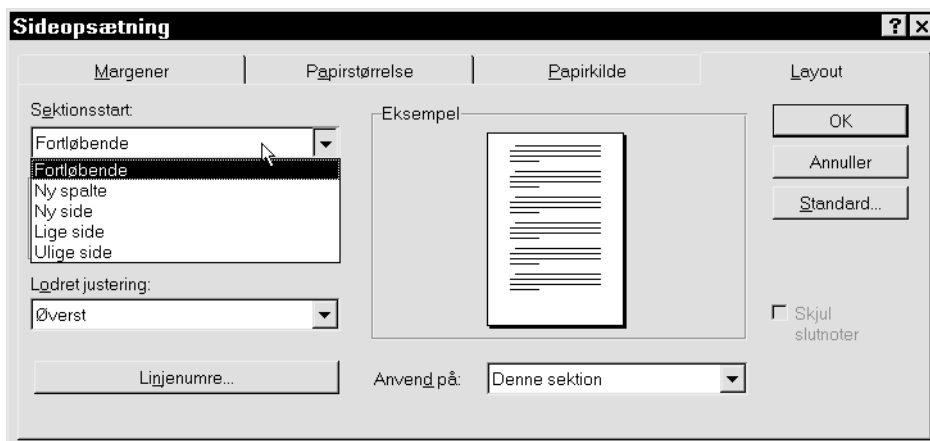 Sideopsætning
Margener
Papirstørrelse
Papirkilde
Layout
Sektionsstart:
Fortløbende
Fortløbende
Ny spalte
Ny side
Lige side
Ulige side
Lodret justering:
Øverst
Linjenumre...
Eksempel
Anvend på:
Denne sektion
OK
Annuller
Standard...
Skjul
slutnoter